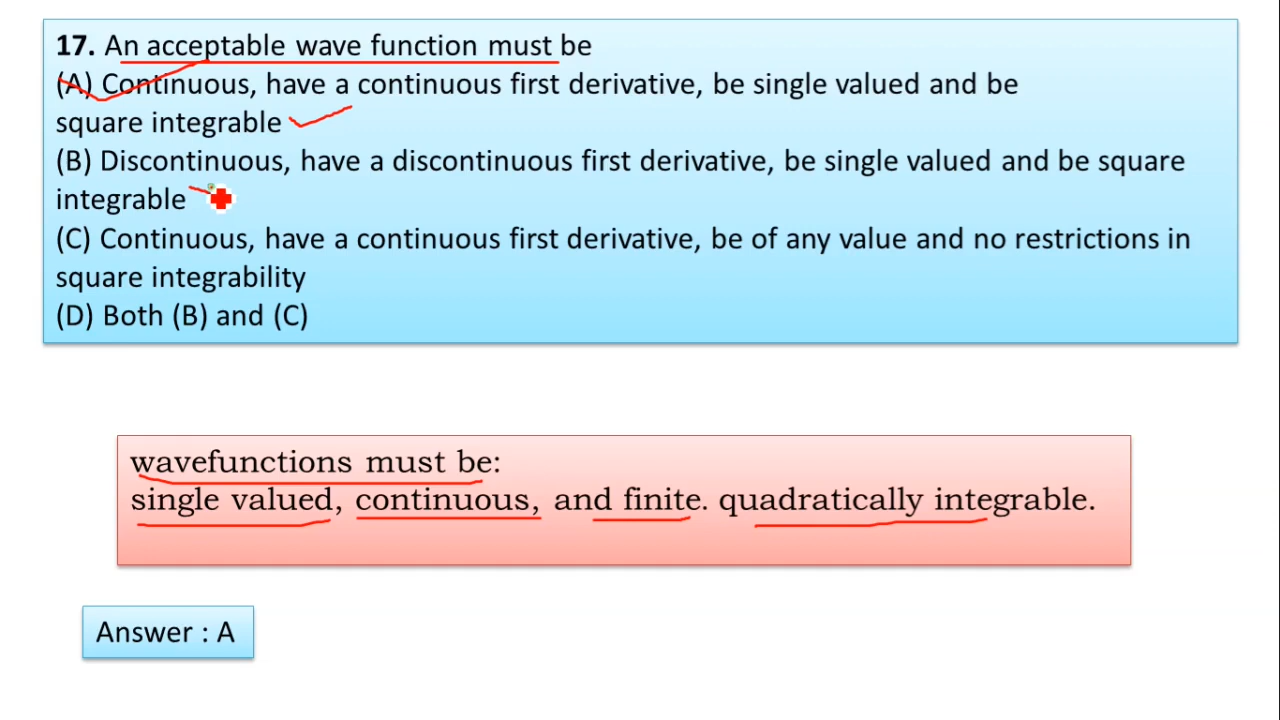 17. An acceptable wave function must be
(A) Continuous, have a continuous first derivative, be single valued and be
square integrable
(B) Discontinuous, have a discontinuous first derivative, be single valued and be square
integrable
(C) Continuous, have a continuous first derivative, be of any value and no restrictions in
square integrability
(D) Both (B) and (C)
wavefunctions must be:
single valued, continuous, and finite. quadratically integrable.
Answer : A